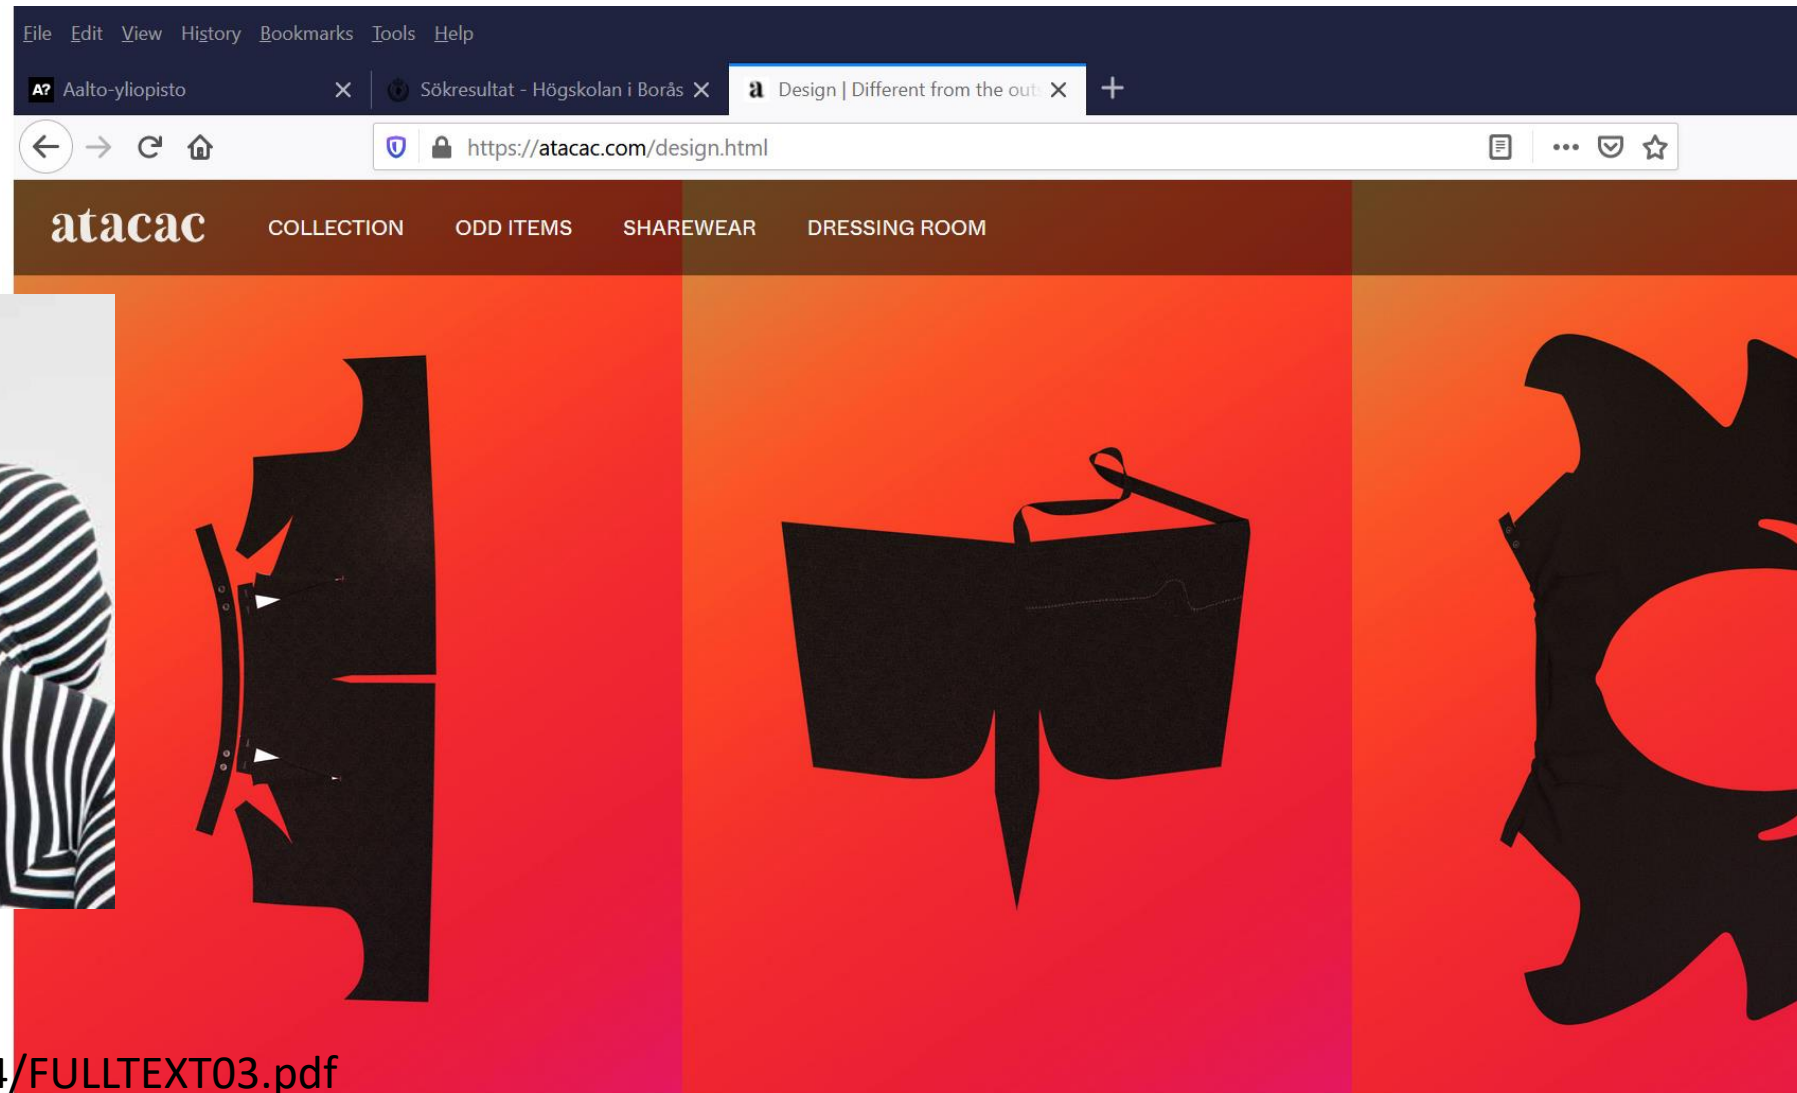 File Edit View History Bookmarks Tools Help
A? Aalto-yliopisto
Sökresultat - Högskolan i Borås
a Design | Different from the out
https://atacac.com/design.html
atacac COLLECTION ODD ITEMS SHAREWEAR DRESSING ROOM
4/FULLTEXT03.pdf